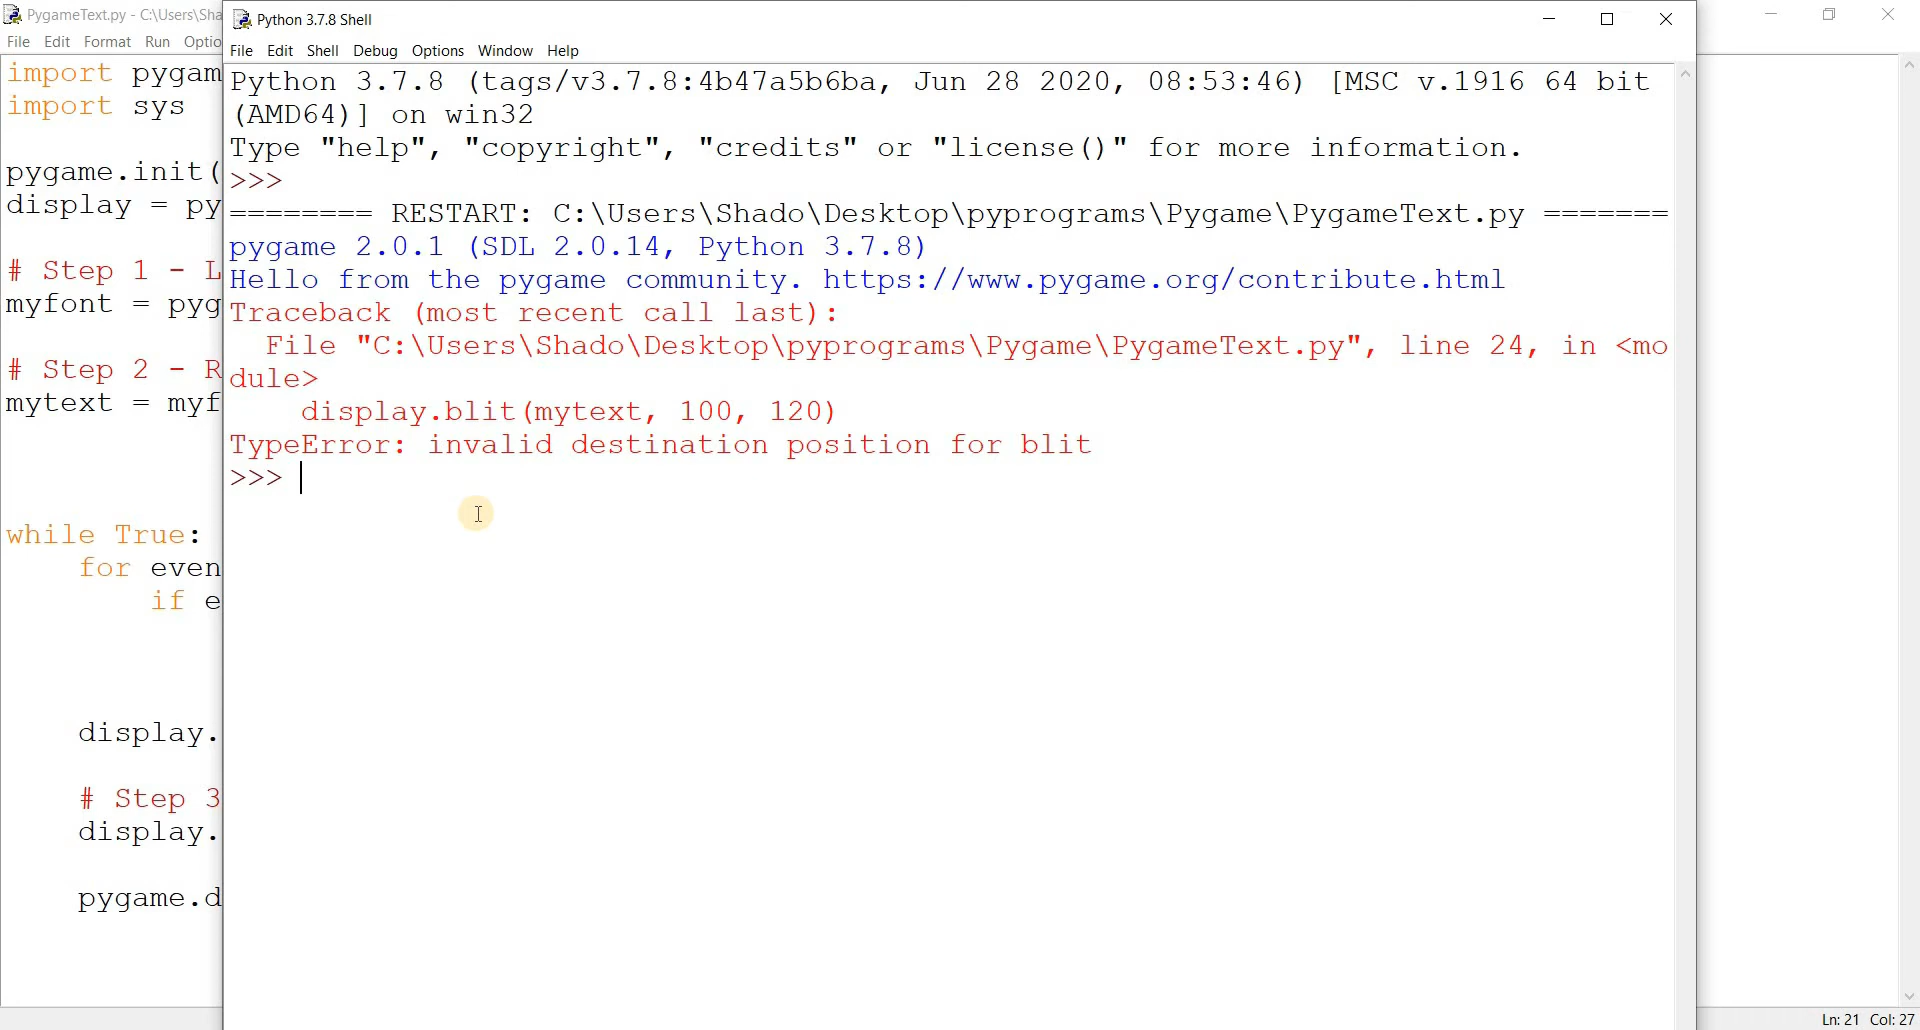 PygameText.py - C:\Users\Sha
File Edit Format Run Optio
import pygam
import sys
pygame.init(
display = py
# Step 1 - L
myfont = pyg
# Step 2 - R
mytext = myf
while True:
for even
if e
display.
# Step 3
display.
pygame.d
Python 3.7.8 Shell
File Edit Shell Debug Options Window Help
Python 3.7.8 (tags/v3.7.8:4b47a5b6ba, Jun 28 2020, 08:53:46) [MSC v.1916 64 bit
(AMD64)] on win32
Type "help", "copyright", "credits" or "license()" for more information.
>>>
======== RESTART: C:\Users\Shado\Desktop\pyprograms\Pygame\PygameText.py =======
pygame 2.0.1 (SDL 2.0.14, Python 3.7.8)
Hello from the pygame community. https://www.pygame.org/contribute.html
Traceback (most recent call last):
File "C:\Users\Shado\Desktop\pyprograms\Pygame\PygameText.py", line 24, in <mo
dule>
display.blit(mytext, 100, 120)
TypeError: invalid destination position for blit
>>>
Ln: 21 Col: 27